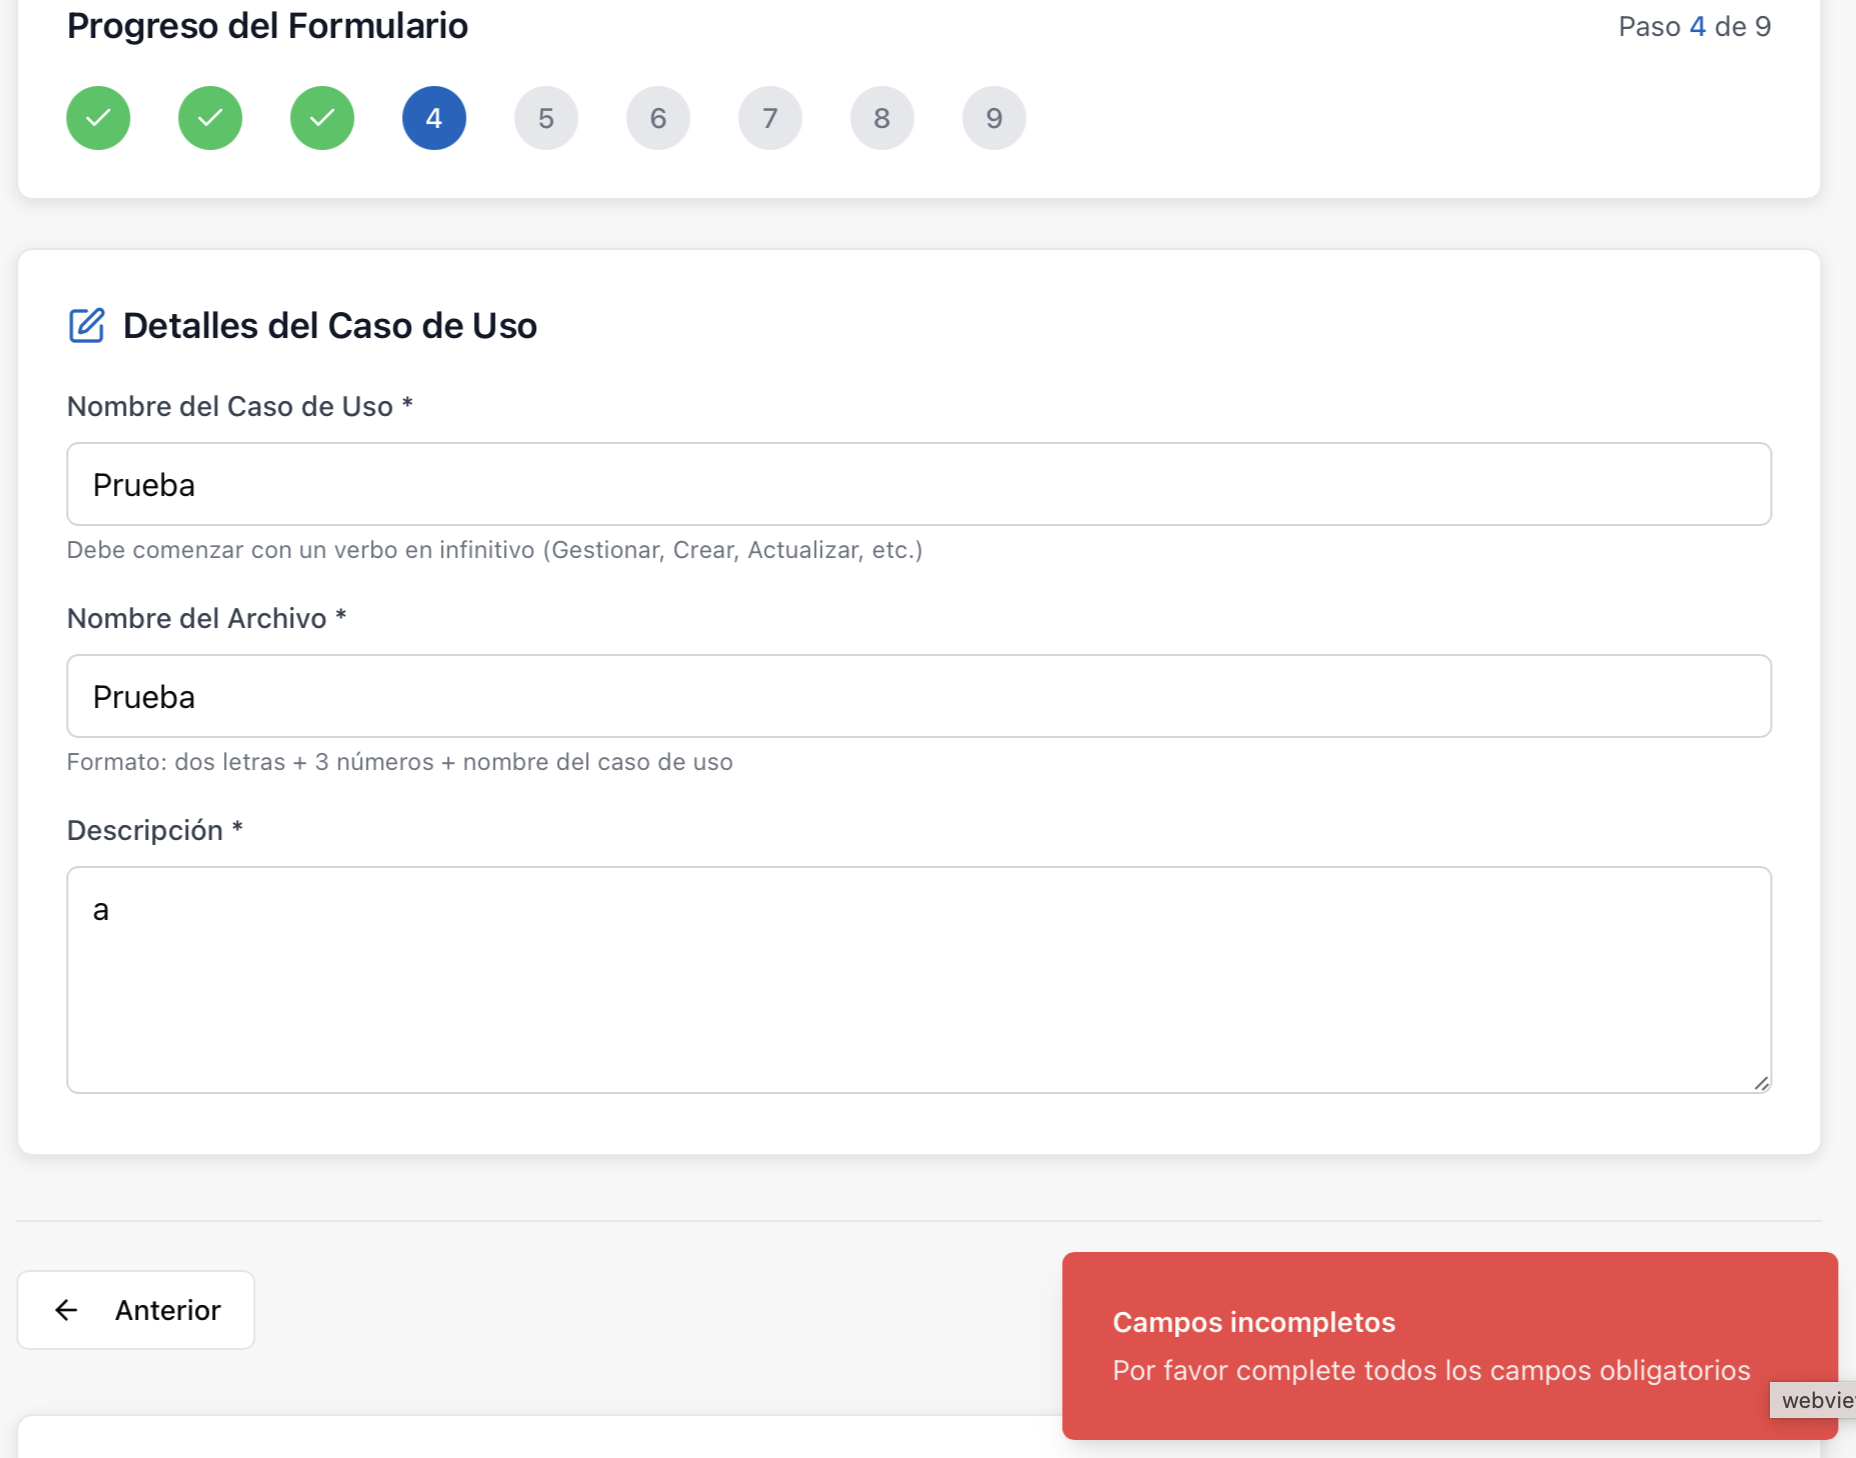 Progreso del Formulario
Paso 4 de 9
4 5 6 7 8 9
Detalles del Caso de Uso
Nombre del Caso de Uso *
Prueba
Debe comenzar con un verbo en infinitivo (Gestionar, Crear, Actualizar, etc.)
Nombre del Archivo *
Prueba
Formato: dos letras + 3 números + nombre del caso de uso
Descripción *
a
Anterior
Campos incompletos
Por favor complete todos los campos obligatorios